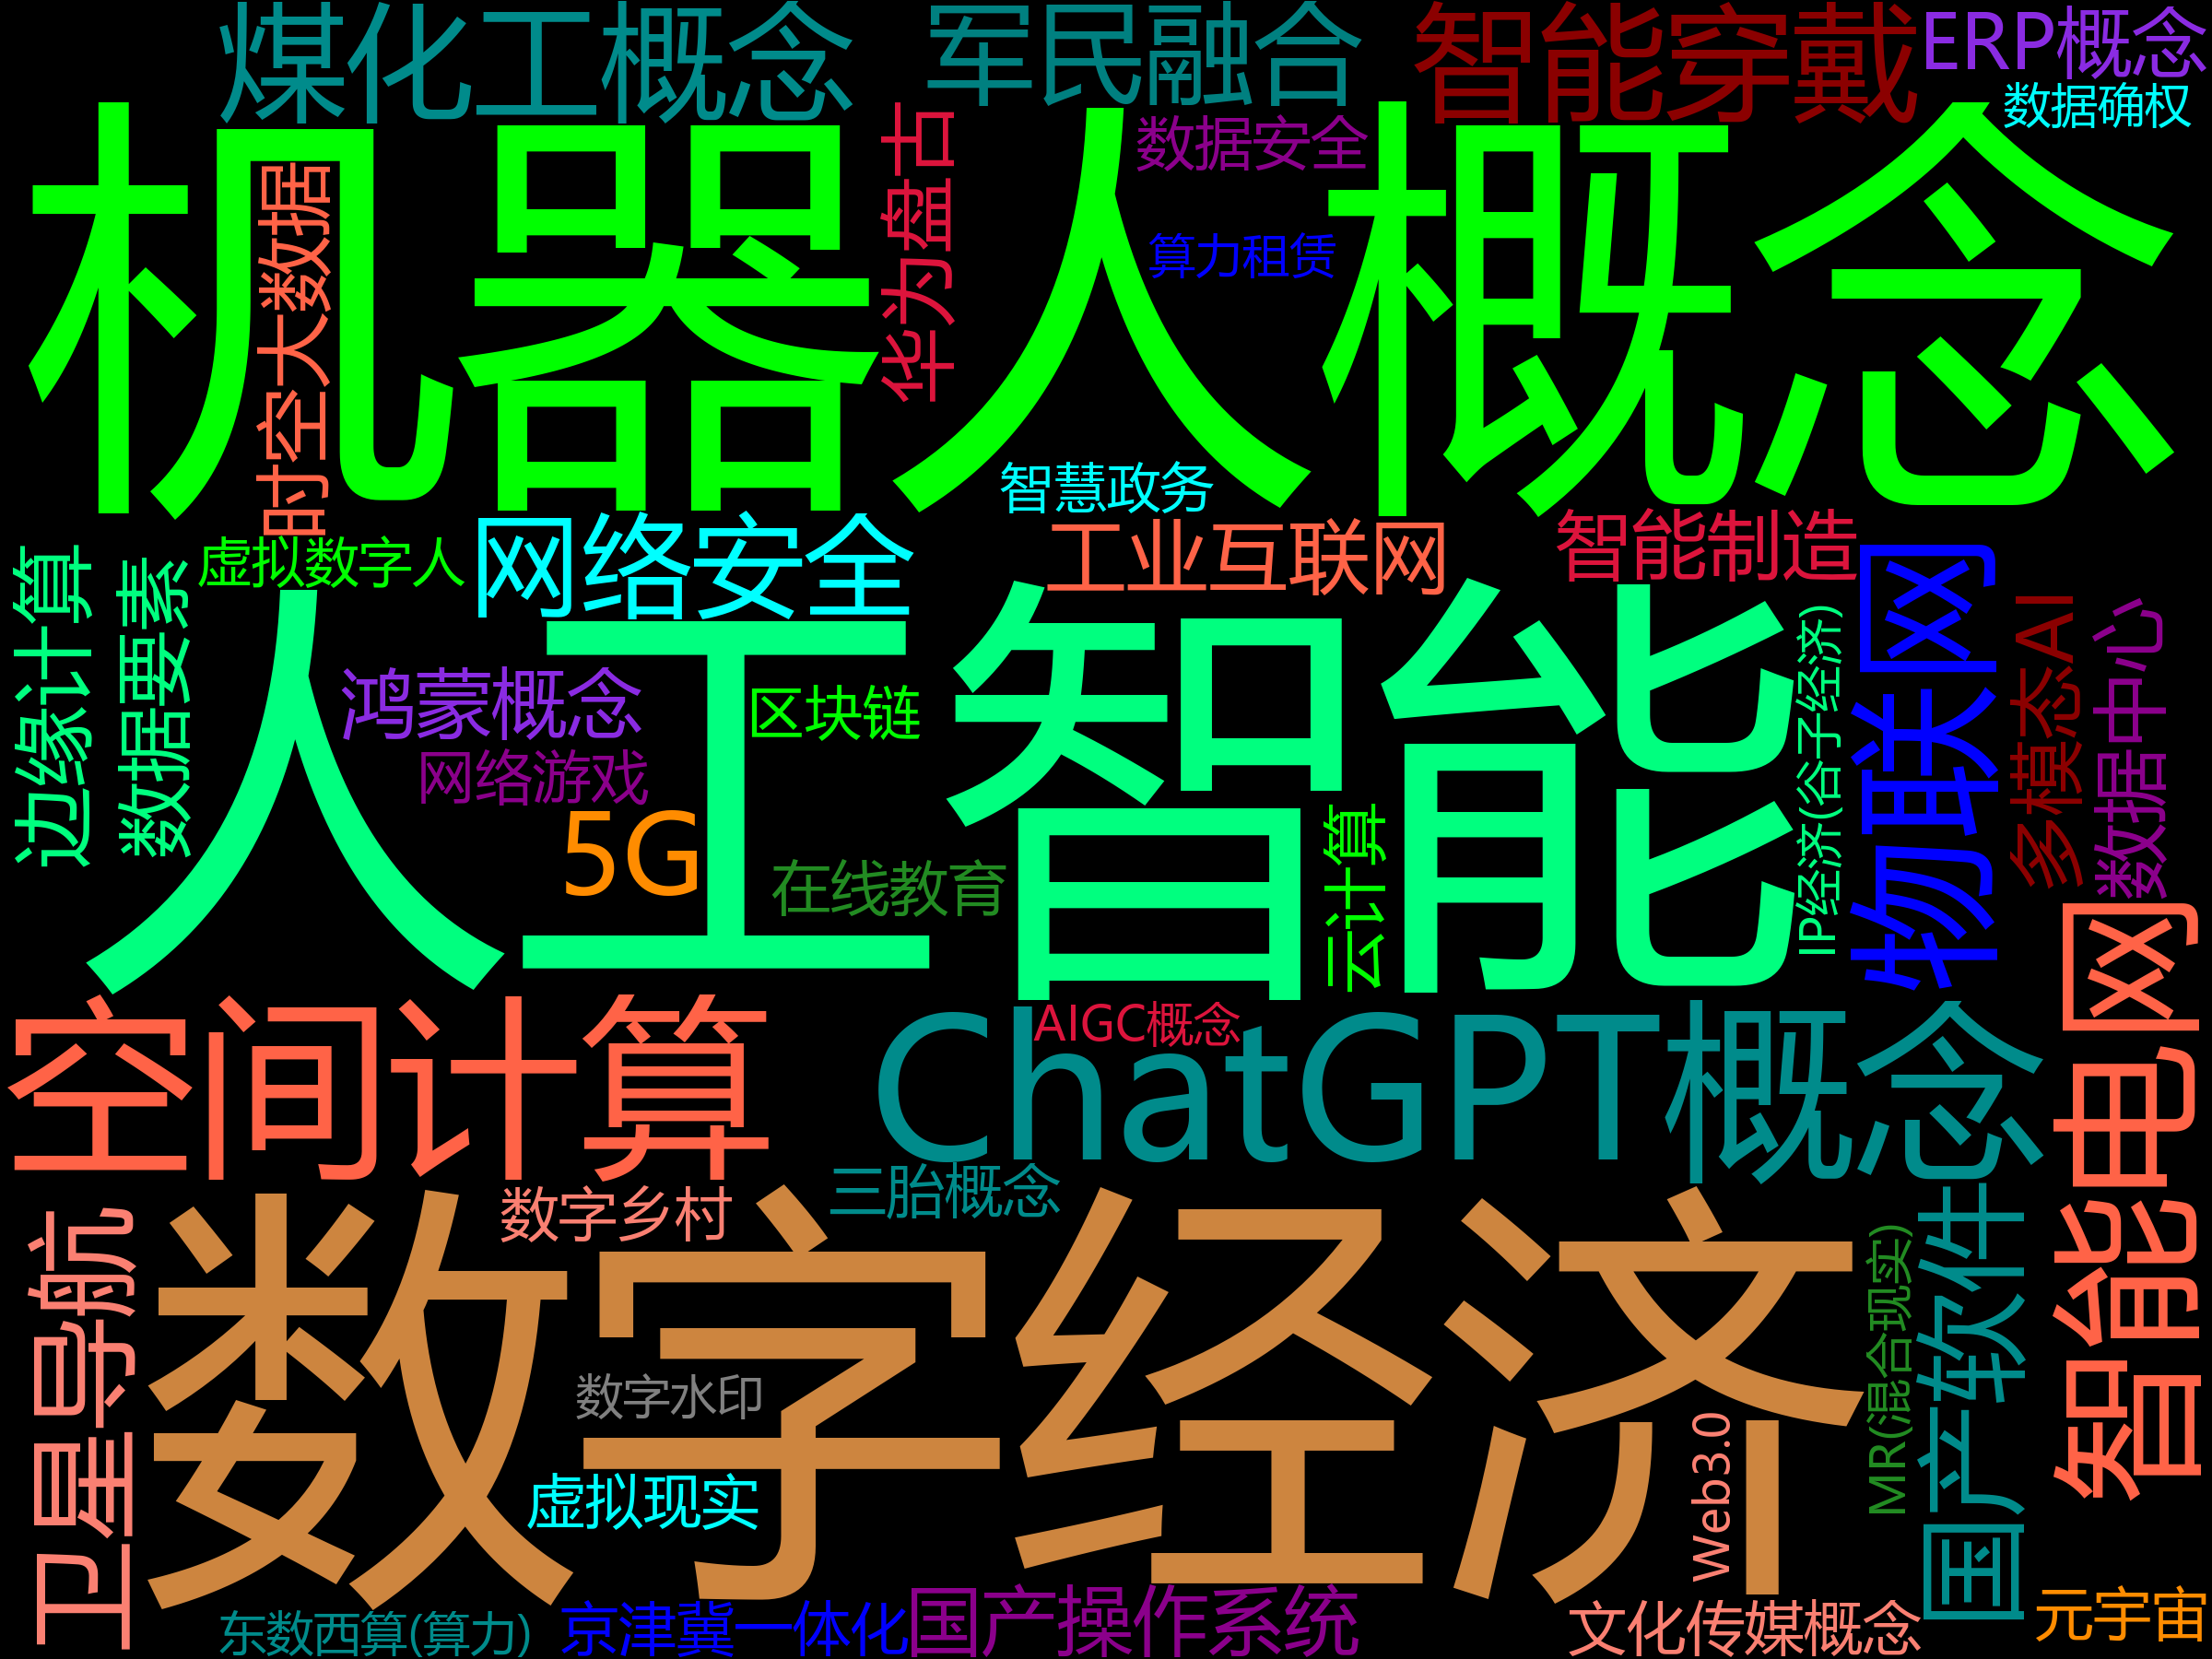 煤化工概念
军民融合
智能穿戴
ERP概念
数据确权
机器人概念
数据安全
华为盘古
时空大数据
算力租赁
智慧政务
虚拟数字人
网络安全
工业互联网
智能制造
边缘计算
数据要素
人工智能
鸿蒙概念
区块链
网络游戏
5G
在线教育
云计算
IP经济(谷子经济)
物联网
多模态AI
数据中心
空间计算
AIGC概念
ChatGPT概念
智能电网
三胎概念
数字乡村
卫星导航
数字经济
数字水印
虚拟现实
Web3.0
MR(混合现实)
国产软件
东数西算(算力)
京津冀一体化
国产操作系统
文化传媒概念
元宇宙